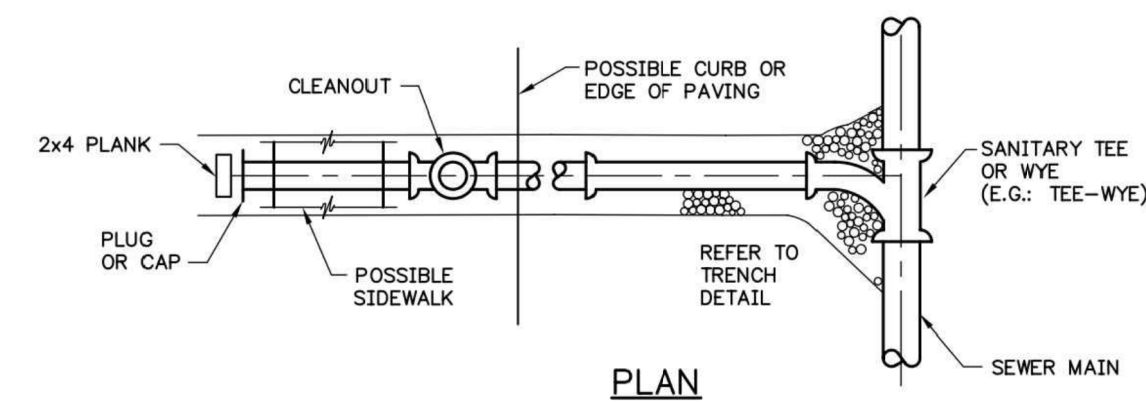 CLEANOUT
POSSIBLE CURB OR
EDGE OF PAVING
2x4 PLANK
SANITARY TEE
OR WYE
(E.G.: TEE-WYE)
PLUG
OR CAP
POSSIBLE
SIDEWALK
REFER TO
TRENCH
DETAIL
SEWER MAIN
PLAN